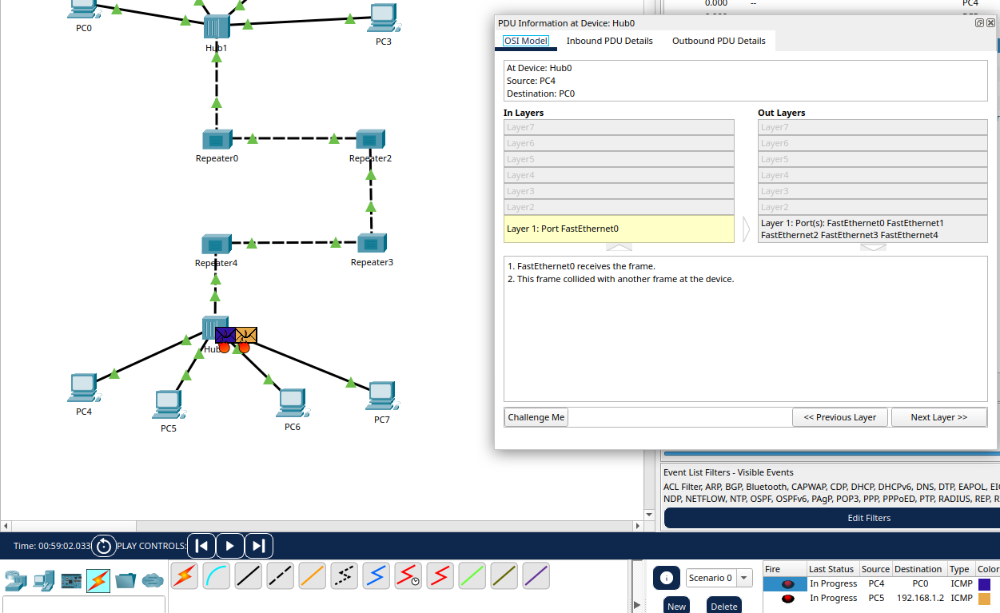 0.000 -- PC4
PC0
PC3
Hub1
Repeater0
Repeater2
Repeater4
Repeater3
Hub
PC4
PC5
PC6
PC7
PDU Information at Device: Hub0
OSI Model Inbound PDU Details Outbound PDU Details
At Device: Hub0
Source: PC4
Destination: PC0
In Layers Out Layers
Layer7 Layer7
Layer6 Layer6
Layer5 Layer5
Layer4 Layer4
Layer3 Layer3
Layer2 Layer2
Layer 1: Port FastEthernet0
Layer 1: Port(s): FastEthernet0 FastEthernet1
FastEthernet2 FastEthernet3 FastEthernet4
1. FastEthernet0 receives the frame.
2. This frame collided with another frame at the device.
Challenge Me << Previous Layer Next Layer >>
Event List Filters - Visible Events
ACL Filter, ARP, BGP, Bluetooth, CAPWAP, CDP, DHCP, DHCPv6, DNS, DTP, EAPOL, EI
NDP, NETFLOW, NTP, OSPF, OSPFv6, PAgP, POP3, PPP, PPPoED, PTP, RADIUS, REP, R
Edit Filters
Time: 00:59:02.033 PLAY CONTROLS:
Scenario 0
New Delete
Fire Last Status Source Destination Type Color
In Progress PC4 PC0 ICMP
In Progress PC5 192.168.1.2 ICMP